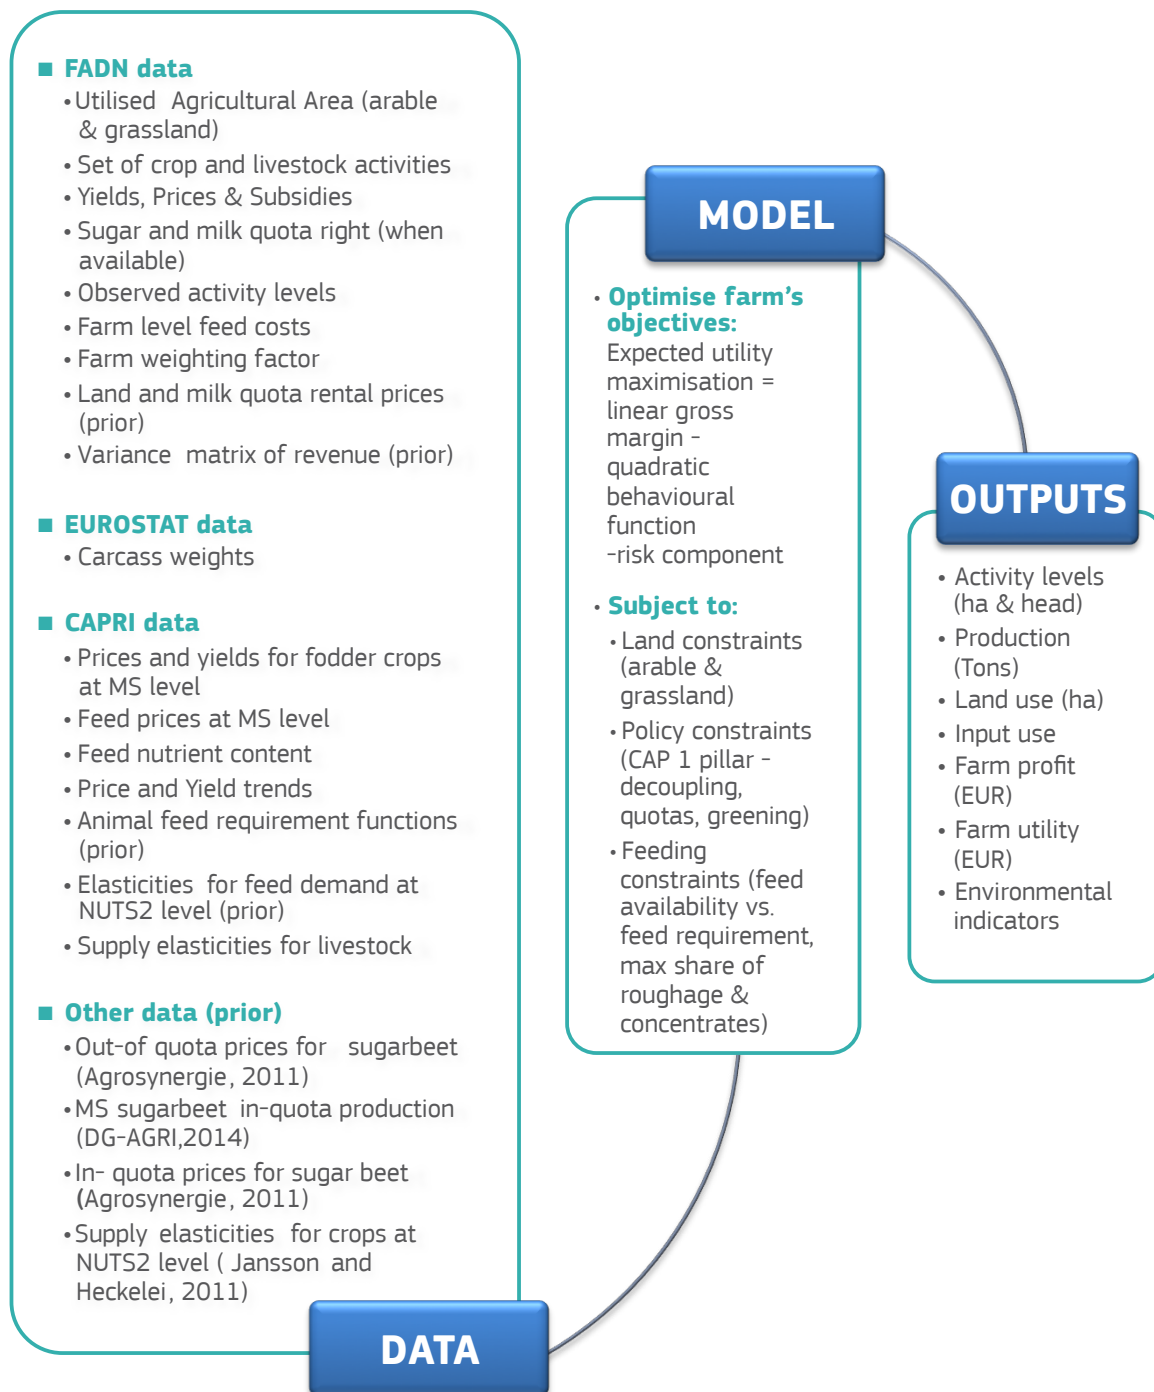 ■ FADN data
• Utilised Agricultural Area (arable
& grassland)
• Set of crop and livestock activities
• Yields, Prices & Subsidies
• Sugar and milk quota right (when
available)
• Observed activity levels
• Farm level feed costs
• Farm weighting factor
• Land and milk quota rental prices
(prior)
• Variance matrix of revenue (prior)
■ EUROSTAT data
• Carcass weights
■ CAPRI data
• Prices and yields for fodder crops
at MS level
• Feed prices at MS level
• Feed nutrient content
• Price and Yield trends
• Animal feed requirement functions
(prior)
• Elasticities for feed demand at
NUTS2 level (prior)
• Supply elasticities for livestock
■ Other data (prior)
• Out-of quota prices for sugarbeet
(Agrosynergie, 2011)
• MS sugarbeet in-quota production
(DG-AGRI,2014)
• In- quota prices for sugar beet
(Agrosynergie, 2011)
• Supply elasticities for crops at
NUTS2 level ( Jansson and
Heckelei, 2011)
DATA
MODEL
• Optimise farm's
objectives:
Expected utility
maximisation =
linear gross
margin -
quadratic
behavioural
function
-risk component
• Subject to:
• Land constraints
(arable &
grassland)
• Policy constraints
(CAP 1 pillar -
decoupling,
quotas, greening)
• Feeding
constraints (feed
availability vs.
feed requirement,
max share of
roughage &
concentrates)
OUTPUTS
• Activity levels
(ha & head)
• Production
(Tons)
• Land use (ha)
• Input use
• Farm profit
(EUR)
• Farm utility
(EUR)
• Environmental
indicators